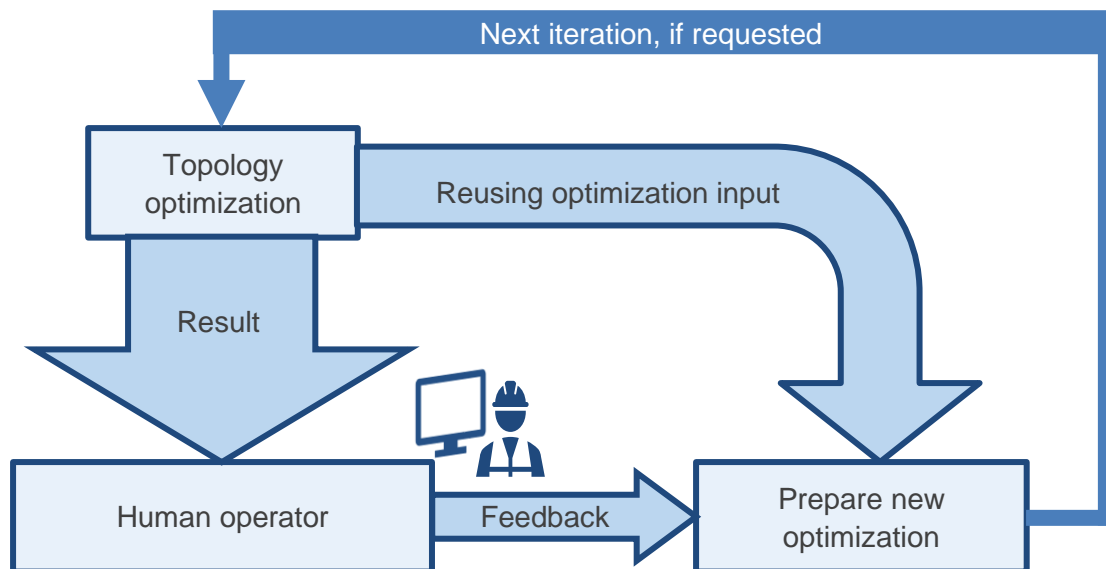 Next iteration, if requested
Topology
optimization
Reusing optimization input
Result
Human operator
Feedback
Prepare new
optimization